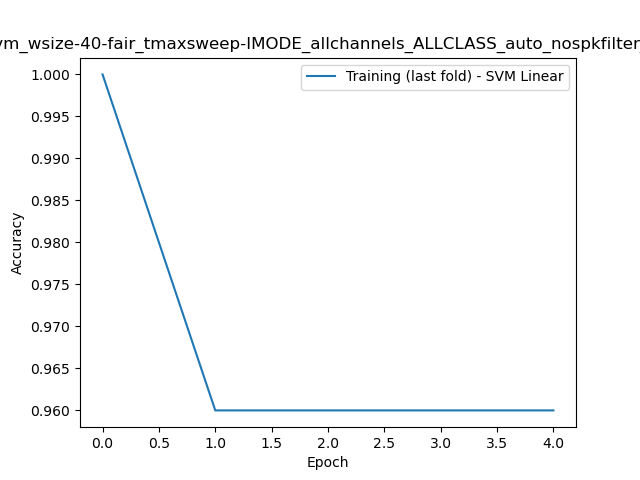 vm_wsize-40-fair_tmaxsweep-IMODE_allchannels_ALLCLASS_auto_nospkfilter_
Training (last fold) - SVM Linear
1.000
0.995
0.990
0.985
0.980
0.975
0.970
0.965
0.960
Accuracy
0.0 0.5 1.0 1.5 2.0 2.5 3.0 3.5 4.0
Epoch